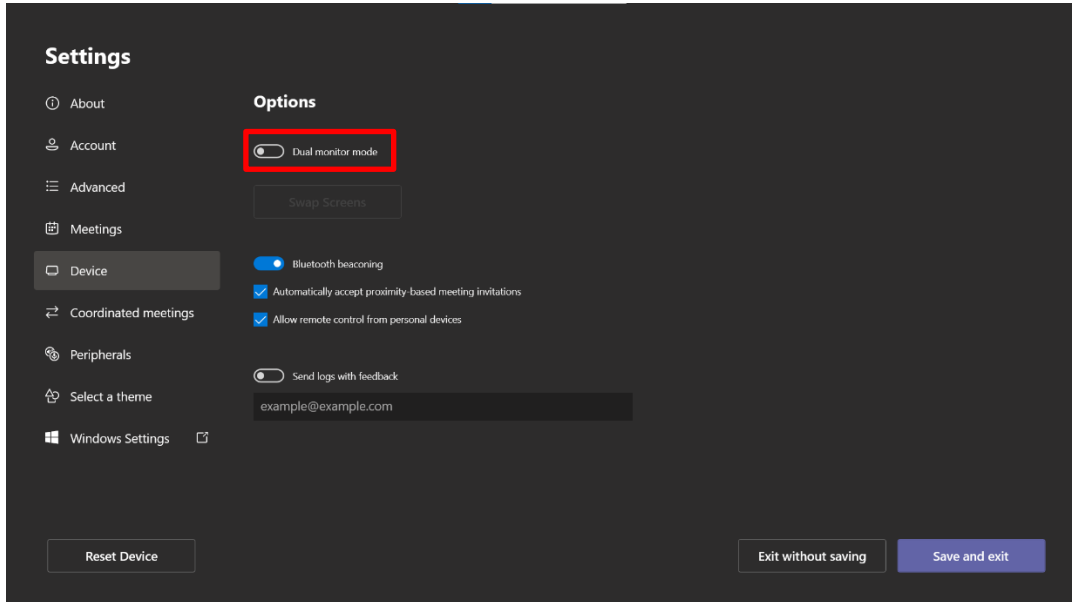 Settings
About
Account
Advanced
Meetings
Device
Coordinated meetings
Peripherals
Select a theme
Windows Settings
Options
Dual monitor mode
Swap Screens
Bluetooth beaconing
Automatically accept proximity-based meeting invitations
Allow remote control from personal devices
Send logs with feedback
example@example.com
Reset Device
Exit without saving
Save and exit